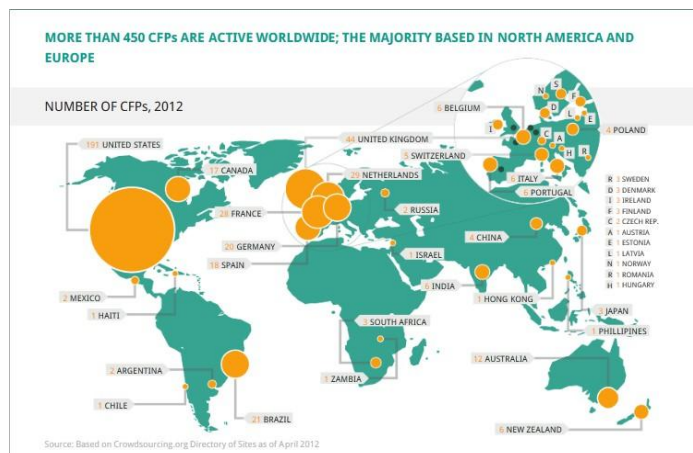 MORE THAN 450 CFPs ARE ACTIVE WORLDWIDE; THE MAJORITY BASED IN NORTH AMERICA AND
EUROPE
NUMBER OF CFPs, 2012
191 UNITED STATES
17 CANADA
44 UNITED KINGDOM
29 NETHERLANDS
28 FRANCE
20 GERMANY
18 SPAIN
6 BELGIUM
5 SWITZERLAND
6 ITALY
6 PORTUGAL
4 POLAND
N
S
F
D
L
E
I
C
A
H
R
R 3 SWEDEN
D 3 DENMARK
I 3 IRELAND
F 3 FINLAND
C 2 CZECH REP.
A 1 AUSTRIA
E 1 ESTONIA
L 1 LATVIA
N 1 NORWAY
R 1 ROMANIA
H 1 HUNGARY
2 RUSSIA
4 CHINA
1 ISRAEL
6 INDIA
1 HONG KONG
3 JAPAN
1 PHILLIPINES
2 MEXICO
1 HAITI
3 SOUTH AFRICA
1 ZAMBIA
2 ARGENTINA
1 CHILE
21 BRAZIL
12 AUSTRALIA
6 NEW ZEALAND
Source: Based on Crowdsourcing.org Directory of Sites as of April 2012